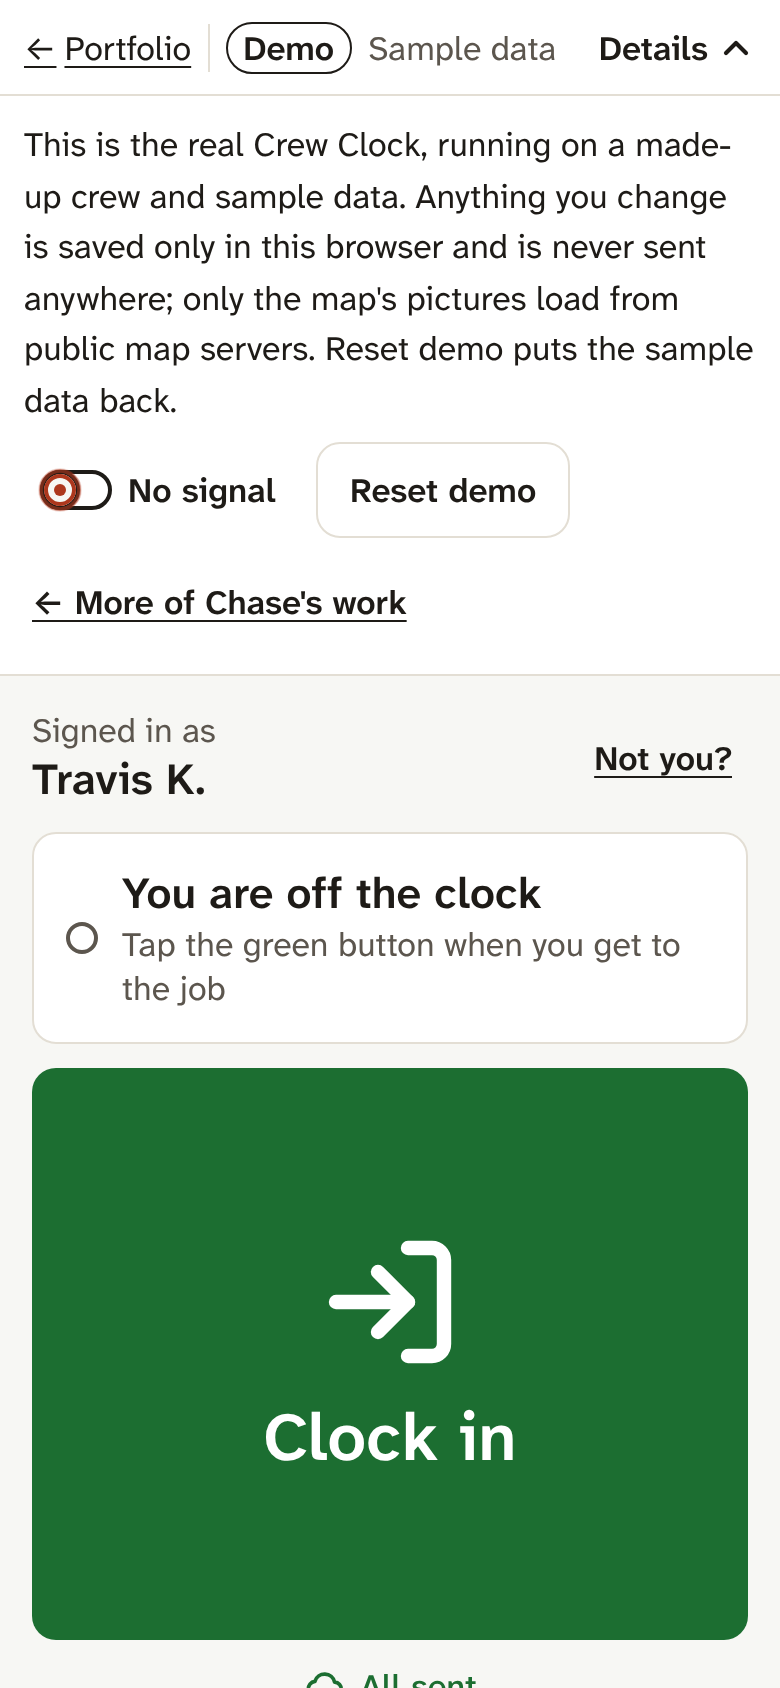 ← Portfolio Demo Sample data Details
This is the real Crew Clock, running on a made-
up crew and sample data. Anything you change
is saved only in this browser and is never sent
anywhere; only the map's pictures load from
public map servers. Reset demo puts the sample
data back.
No signal Reset demo
← More of Chase's work
Signed in as
Travis K.
Not you?
You are off the clock
Tap the green button when you get to
the job
Clock in
All sent